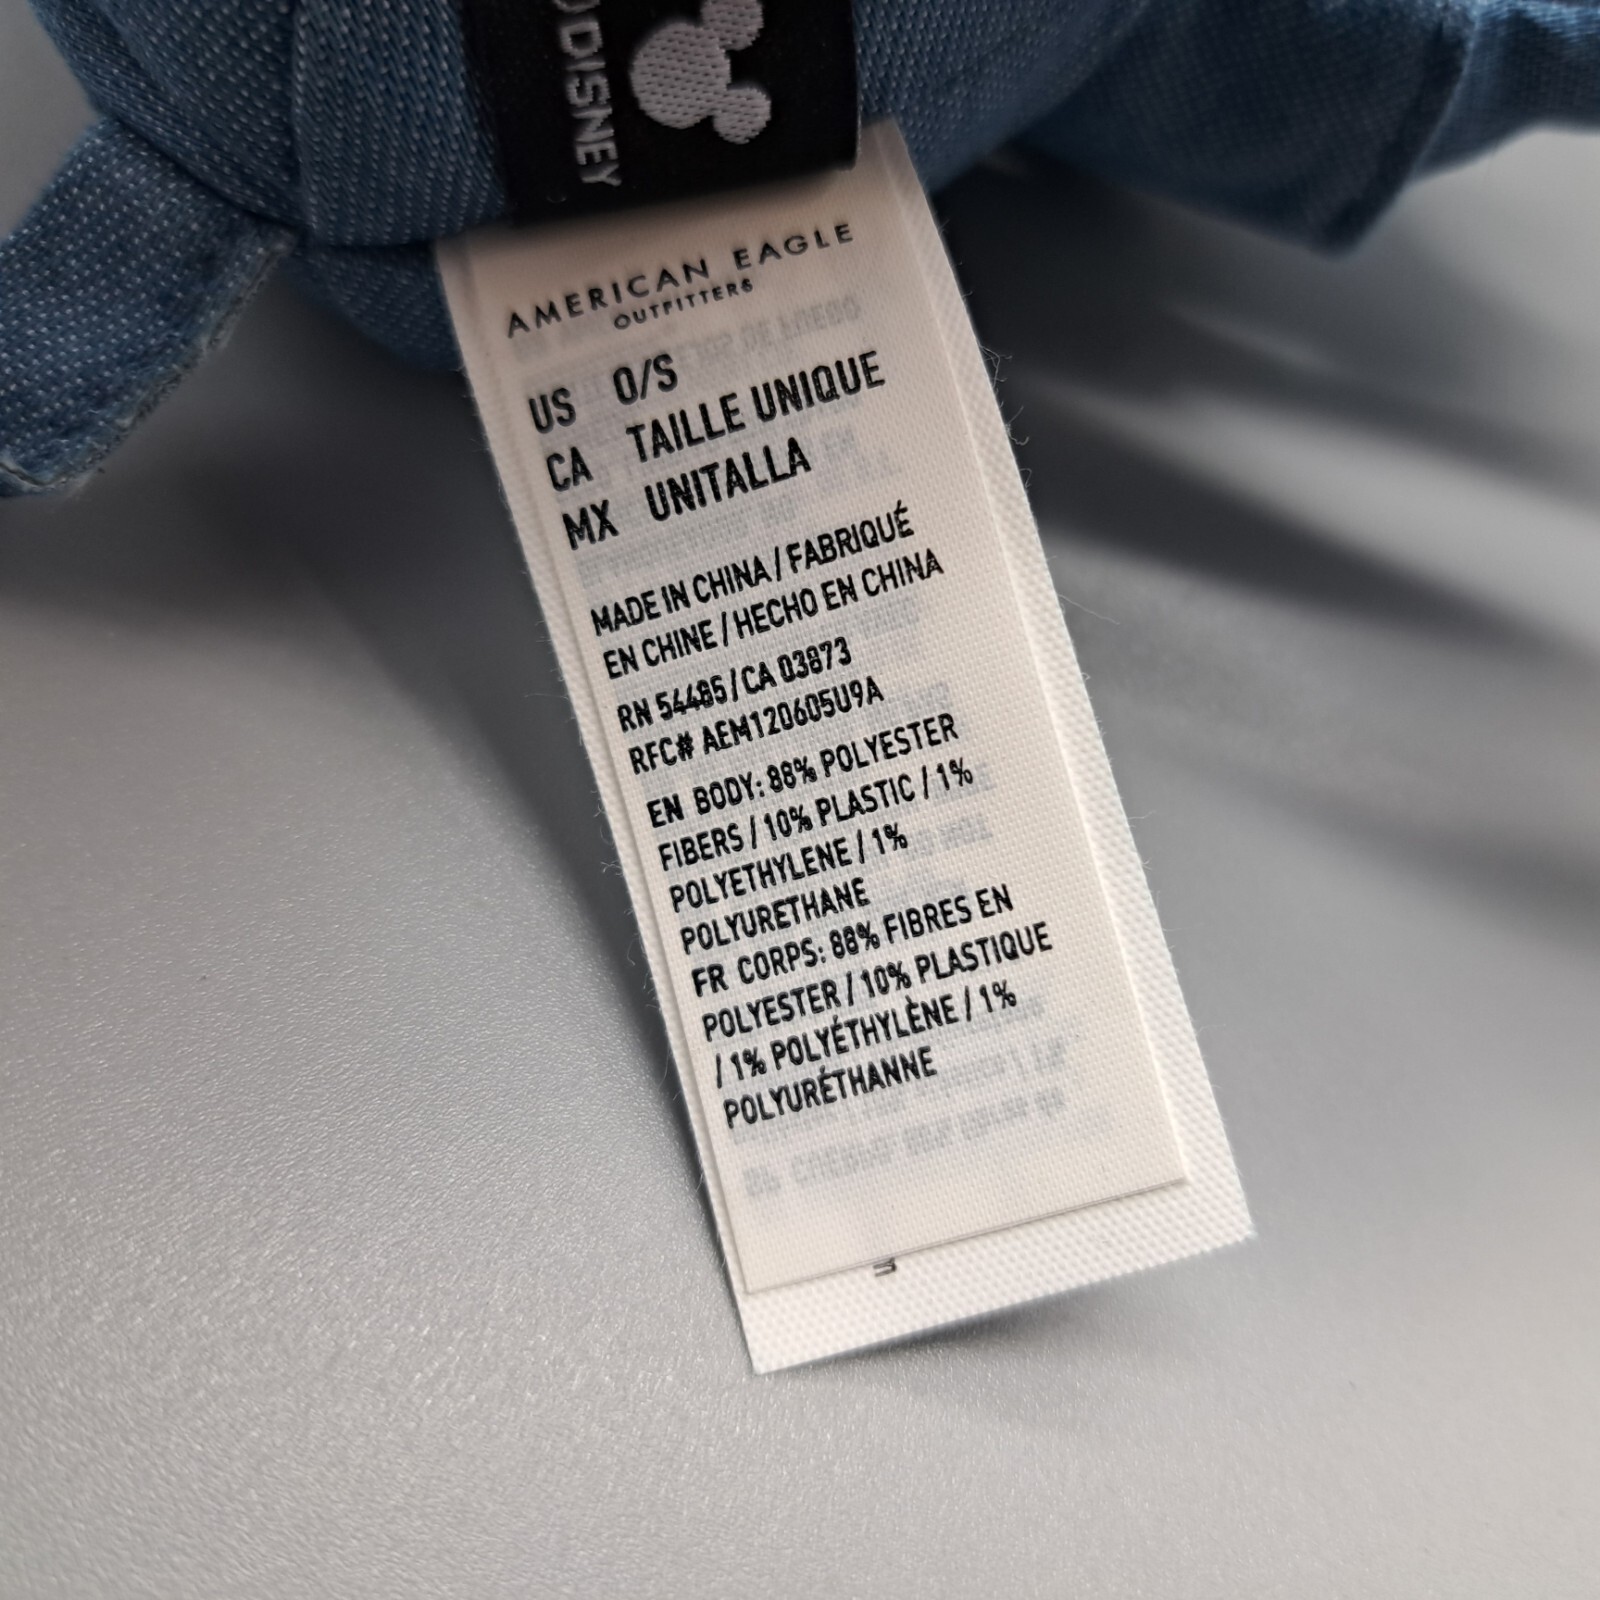 DISNEY
AMERICAN EAGLE
OUTFITTERS
US O/S
CA TAILLE UNIQUE
MX UNITALLA
MADE IN CHINA / FABRIQUÉ
EN CHINE / HECHO EN CHINA
RN 54485 / CA 03873
RFC# AEM120605U9A
EN BODY: 88% POLYESTER
FIBERS / 10% PLASTIC / 1%
POLYETHYLENE / 1%
POLYURETHANE
FR CORPS: 88% FIBRES EN
POLYESTER / 10% PLASTIQUE
/ 1% POLYÉTHYLÈNE / 1%
POLYURÉTHANNE